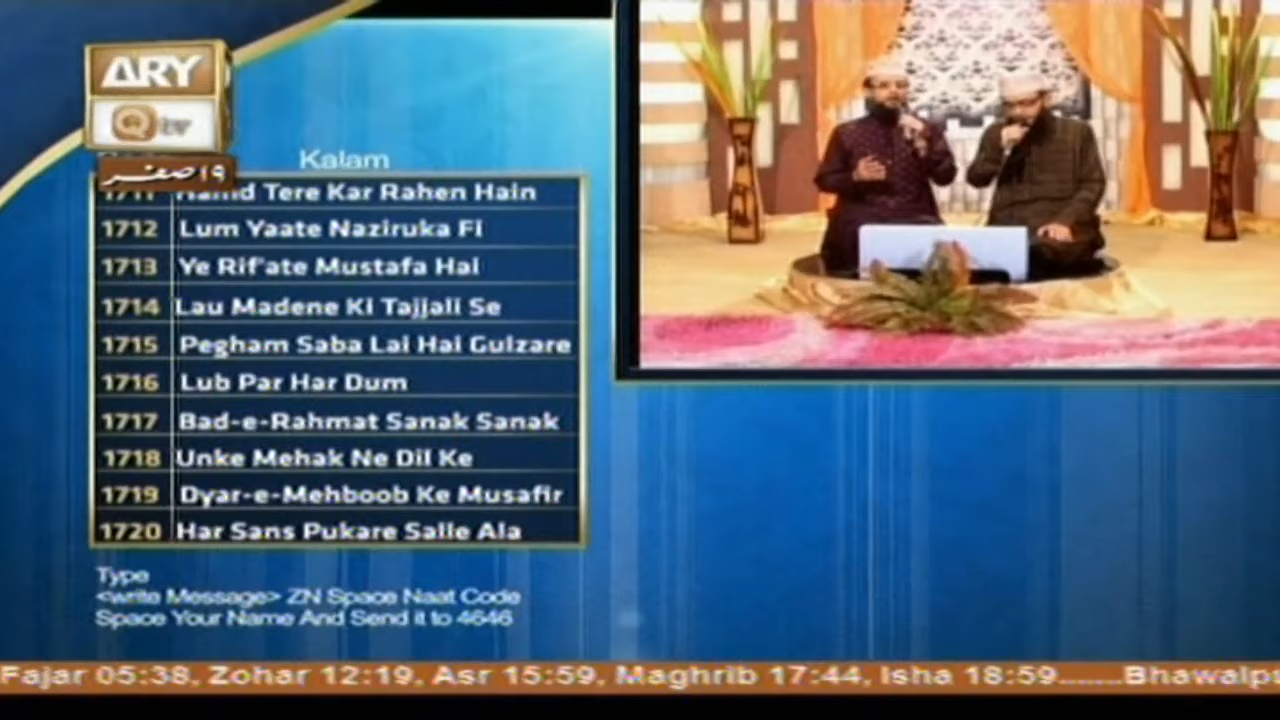 ARY
Qtv
١٩ صفر
Kalam
1711 Hamd Tere Kar Rahen Hain
1712 Lum Yaate Naziruka Fi
1713 Ye Rif'ate Mustafa Hai
1714 Lau Madene Ki Tajjali Se
1715 Pegham Saba Lai Hai Gulzare
1716 Lub Par Har Dum
1717 Bad-e-Rahmat Sanak Sanak
1718 Unke Mehak Ne Dil Ke
1719 Dyar-e-Mehboob Ke Musafir
1720 Har Sans Pukare Salle Ala
Type
<write Message> ZN Space Naat Code
Space Your Name And Send it to 4646
Fajar 05:38, Zohar 12:19, Asr 15:59, Maghrib 17:44, Isha 18:59.......Bhawalpu